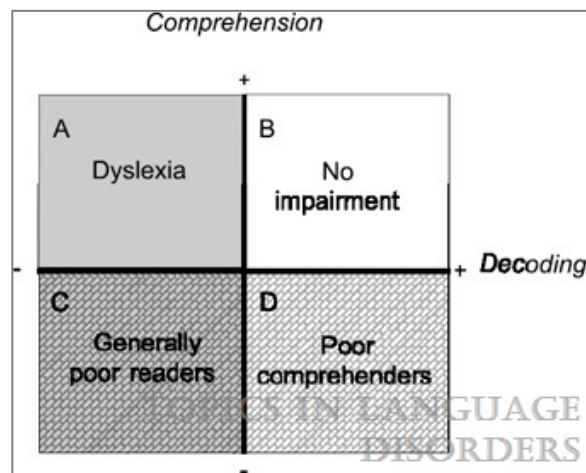 Comprehension
+
A
B
Dyslexia
No
impairment
-
+
Decoding
C
D
Generally
poor readers
Poor
comprehenders
TOPICS IN LANGUAGE
DISORDERS
-